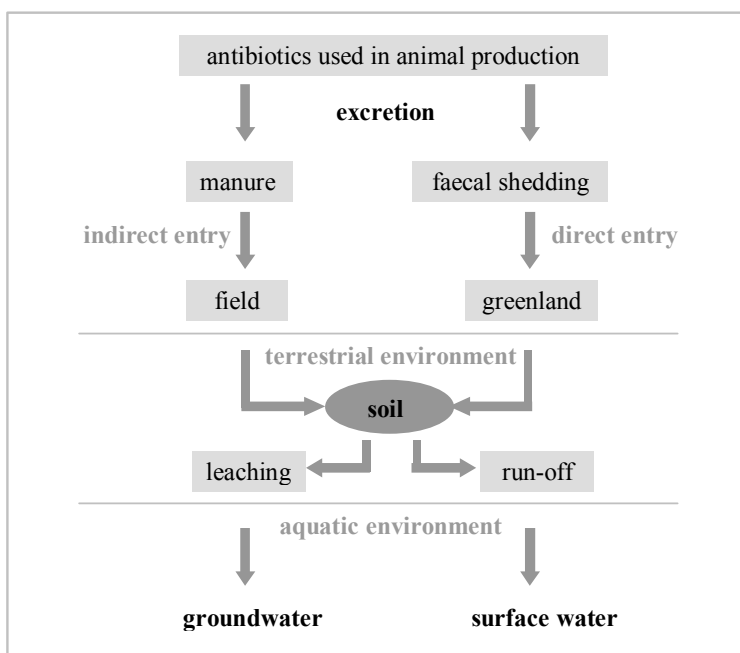 antibiotics used in animal production
excretion
manure
faecal shedding
indirect entry
direct entry
field
greenland
terrestrial environment
soil
leaching
run-off
aquatic environment
groundwater
surface water